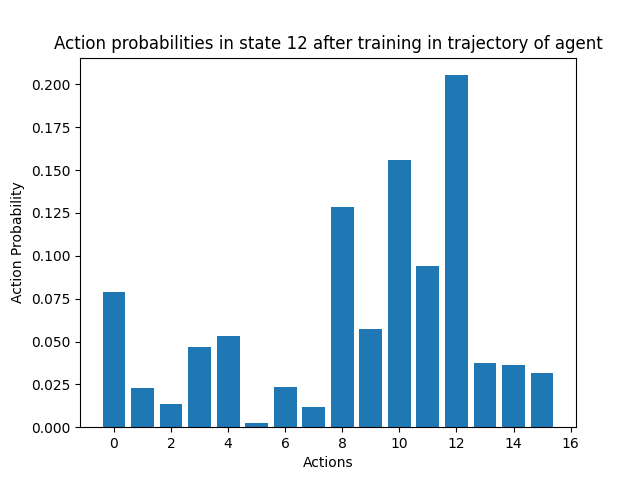 Action probabilities in state 12 after training in trajectory of agent
0.200
0.175
0.150
0.125
0.100
0.075
0.050
0.025
0.000
Action Probability
0 2 4 6 8 10 12 14 16
Actions